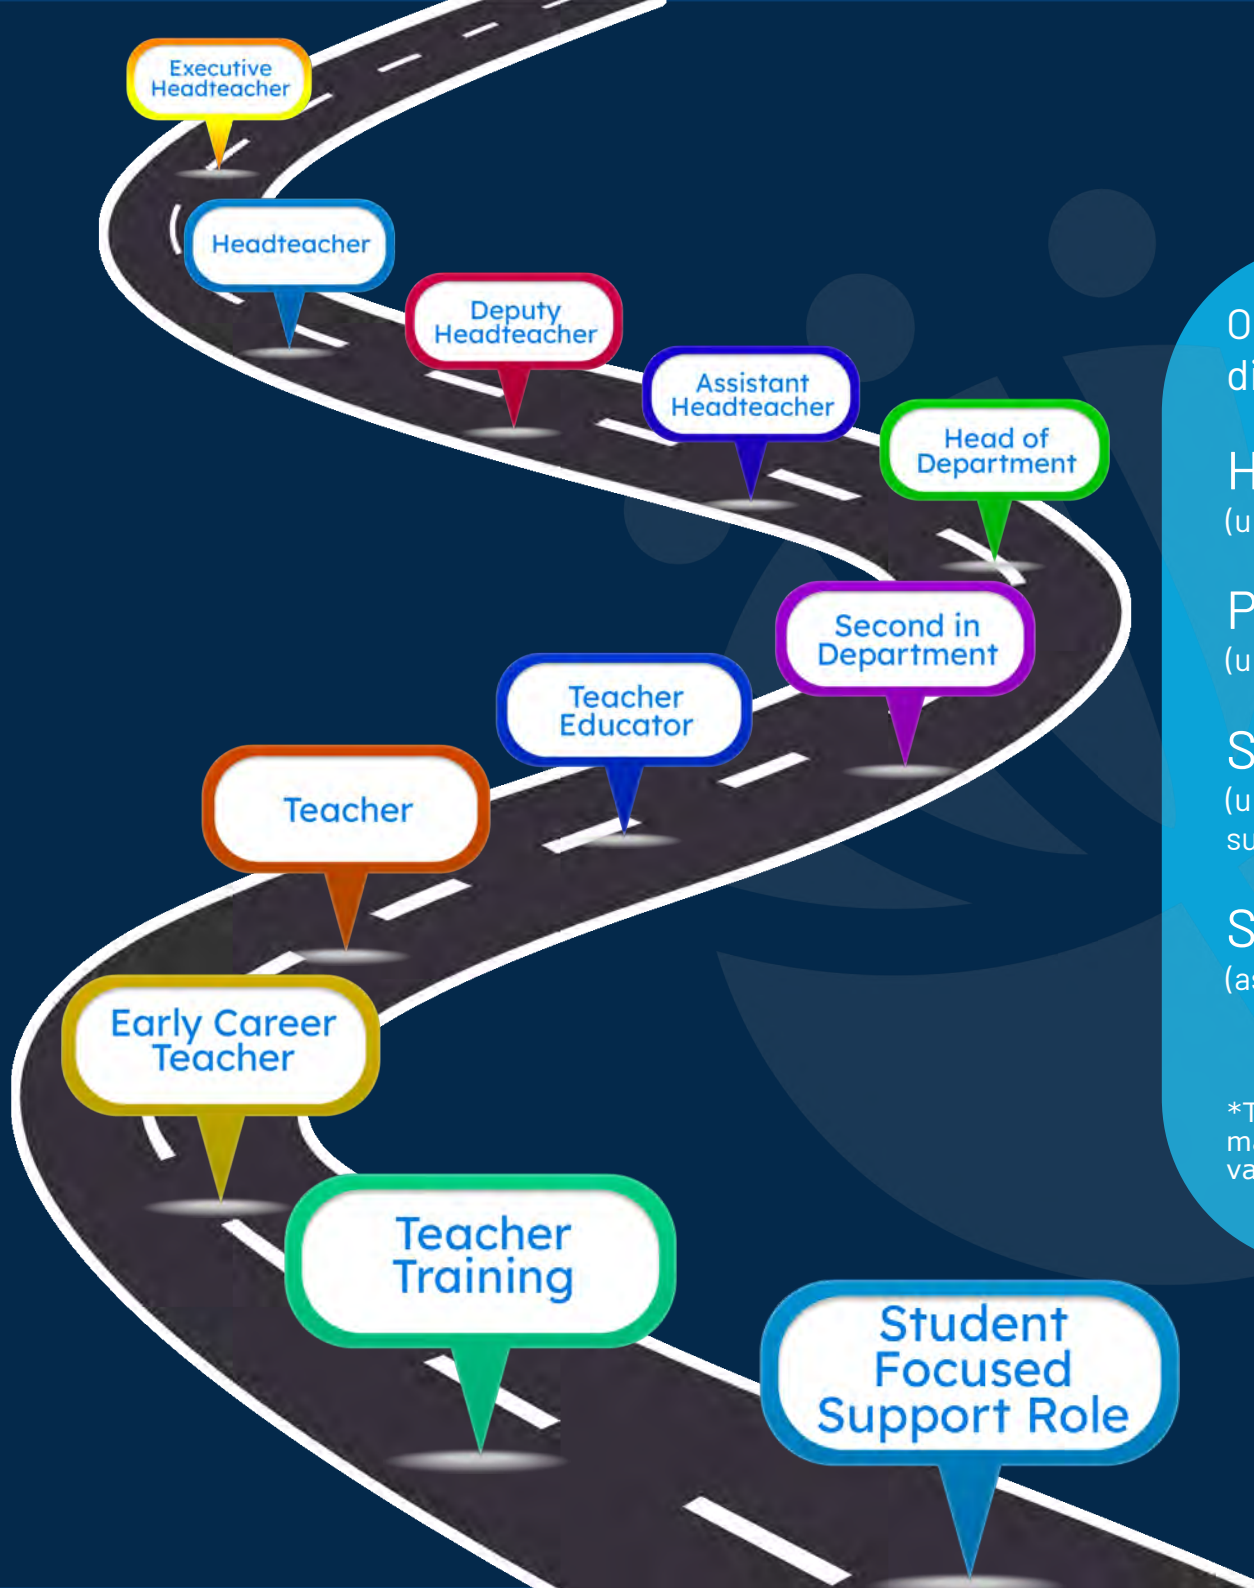 Executive
Headteacher
Headteacher
Deputy
Headteacher
Assistant
Headteacher
Head of
Department
Second in
Department
Teacher
Educator
Teacher
Early Career
Teacher
Teacher
Training
Student
Focused
Support Role